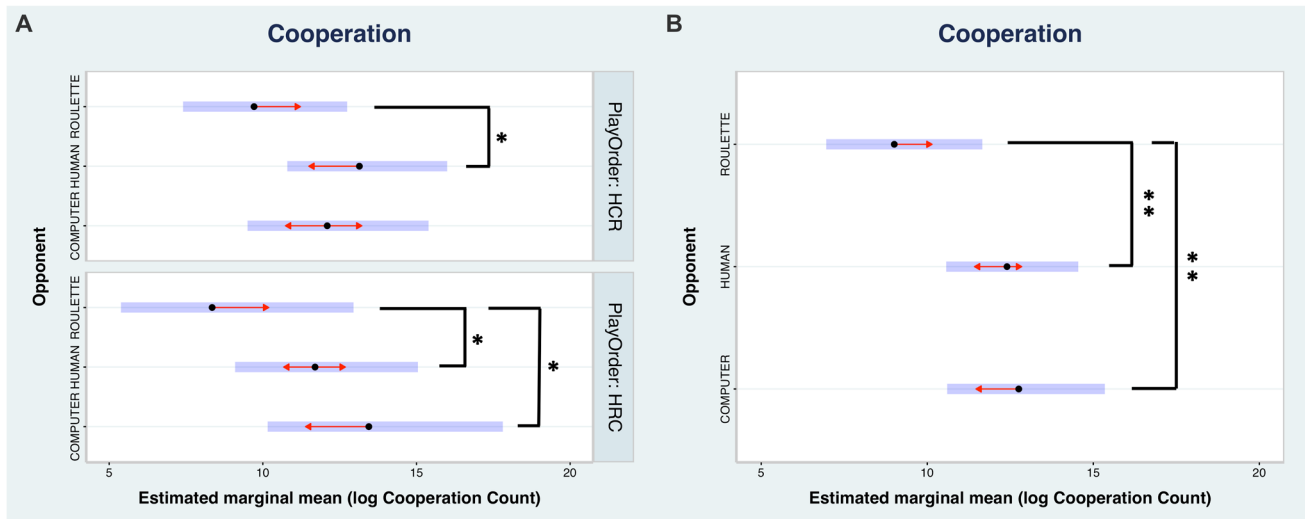 A
Cooperation
Opponent
ROULETTE
HUMAN
COMPUTER
*
PlayOrder: HCR
ROULETTE
HUMAN
COMPUTER
*
*
PlayOrder: HRC
5 10 15 20
Estimated marginal mean (log Cooperation Count)
B
Cooperation
Opponent
ROULETTE
HUMAN
COMPUTER
**
**
5 10 15 20
Estimated marginal mean (log Cooperation Count)